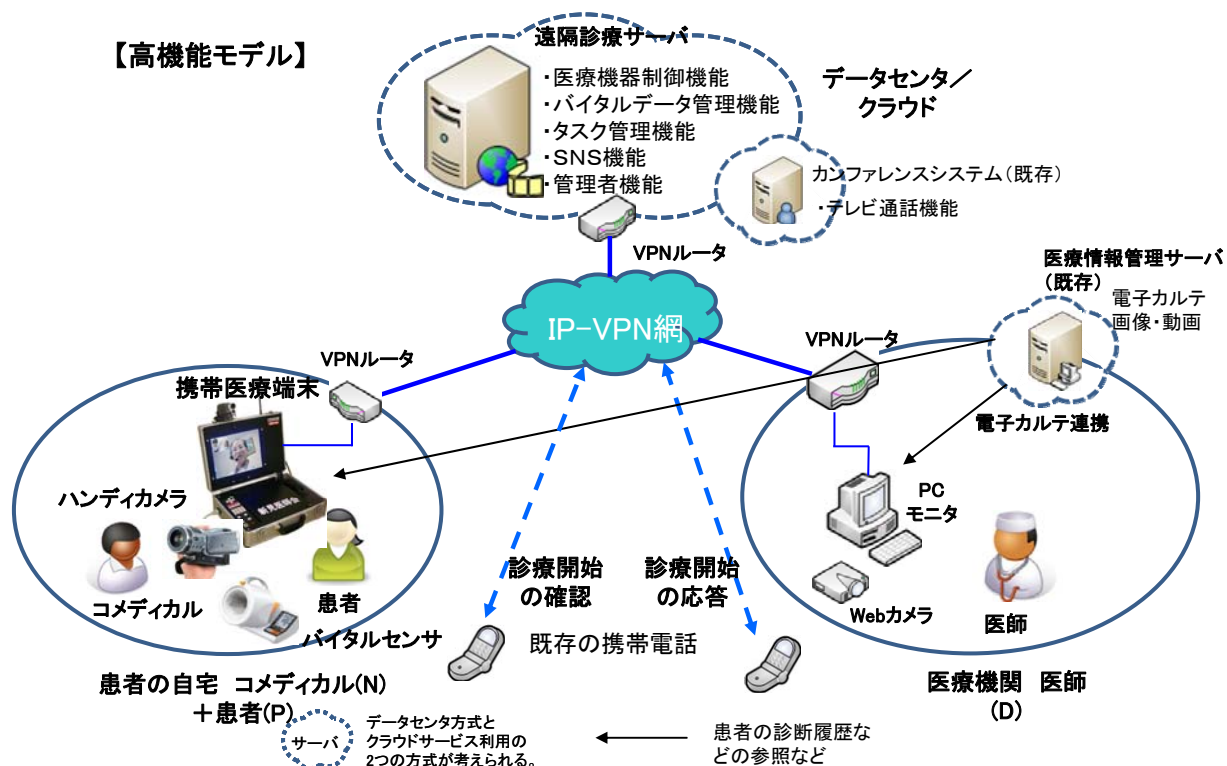 【高機能モデル】
遠隔診療サーバ
・医療機器制御機能
・バイタルデータ管理機能
・タスク管理機能
・SNS機能
・管理者機能
データセンタ／
クラウド
カンファレンスシステム（既存）
・テレビ通話機能
VPNルータ
医療情報管理サーバ
（既存）
電子カルテ
画像・動画
IP-VPN網
VPNルータ
VPNルータ
携帯医療端末
電子カルテ連携
新見医師会
ハンディカメラ
PC
モニタ
コメディカル
患者
バイタルセンサ
診療開始
の確認
診療開始
の応答
Webカメラ
医師
既存の携帯電話
患者の自宅 コメディカル(N)
＋患者(P)
医療機関 医師
(D)
サーバ
データセンタ方式と
クラウドサービス利用の
2つの方式が考えられる。
患者の診断履歴な
どの参照など